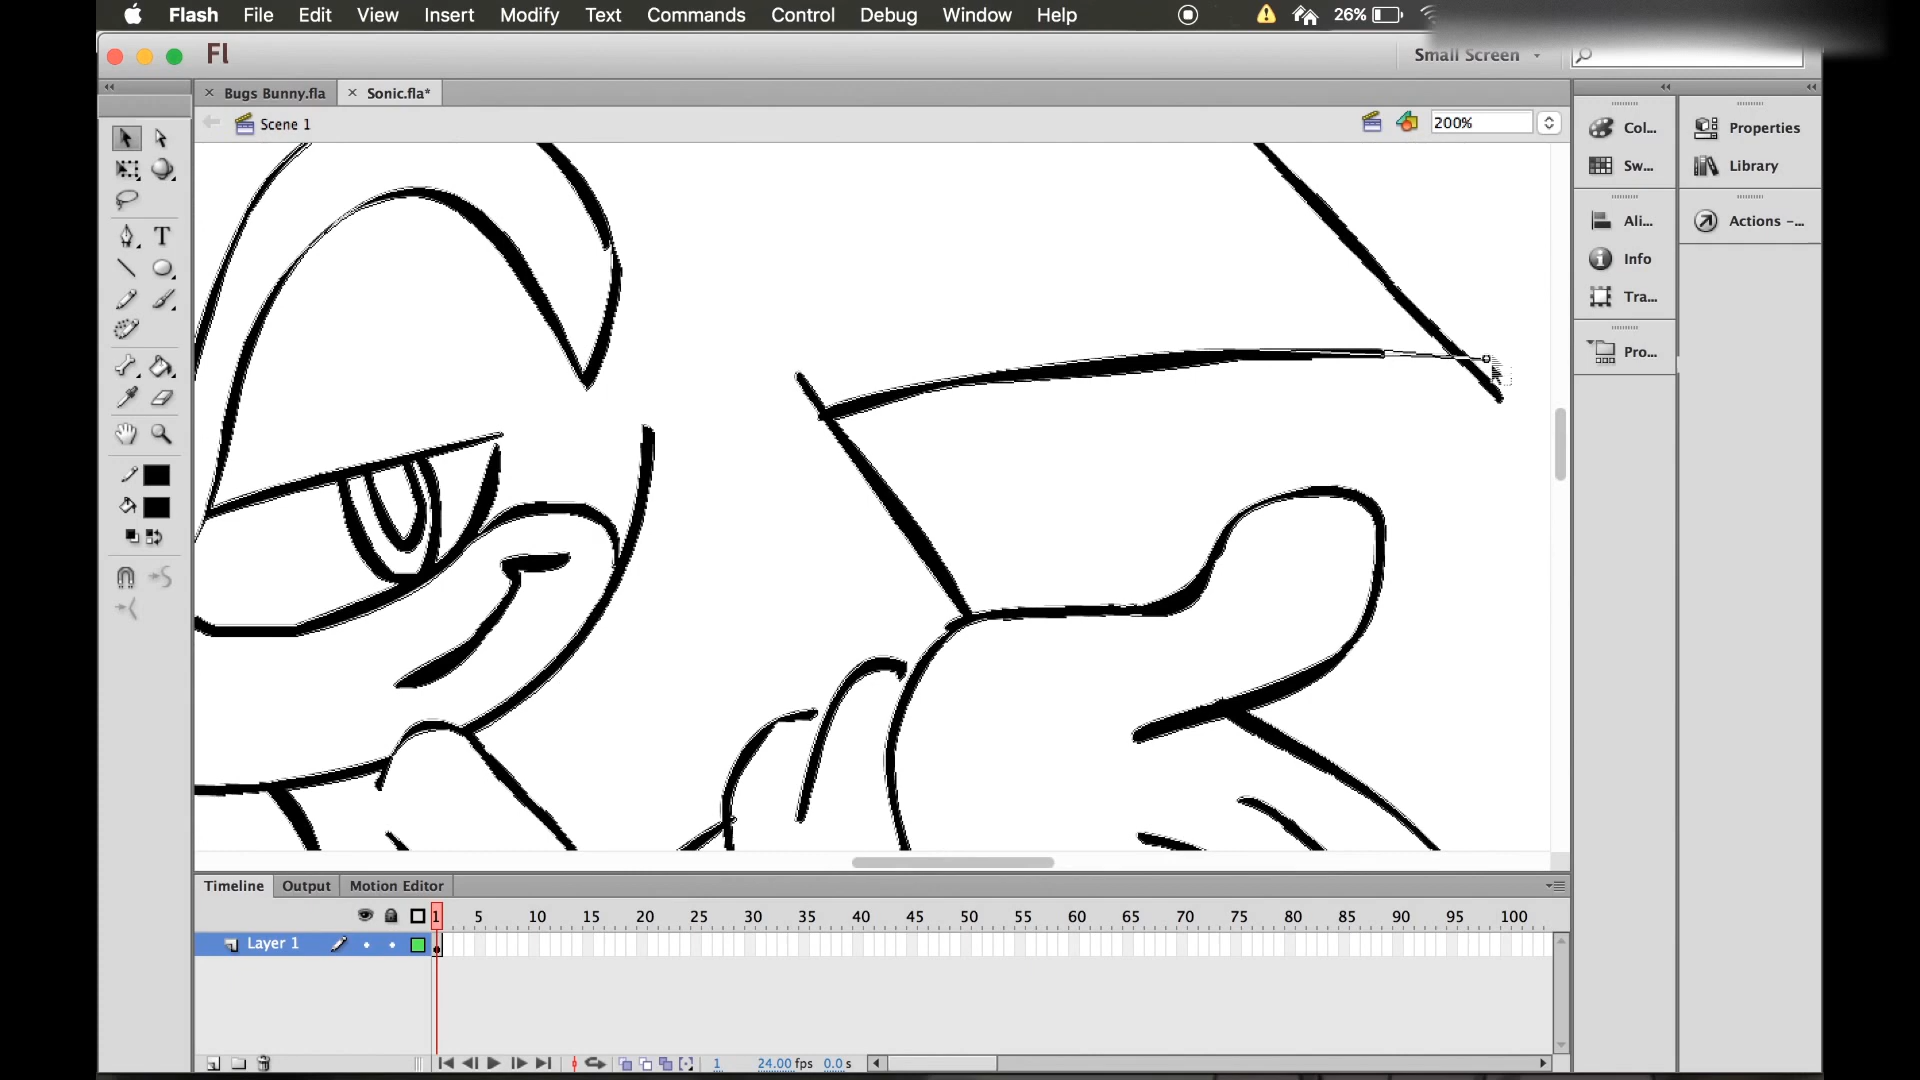 Flash File Edit View Insert Modify Text Commands Control Debug Window Help 26%
Fl Small Screen
Bugs Bunny.fla Sonic.fla*
Scene 1 200%
Col... Properties
Sw... Library
Ali... Actions -...
Info
Tra...
Pro...
T
Timeline Output Motion Editor
1 5 10 15 20 25 30 35 40 45 50 55 60 65 70 75 80 85 90 95 100
Layer 1
1 24.00 fps 0.0 s